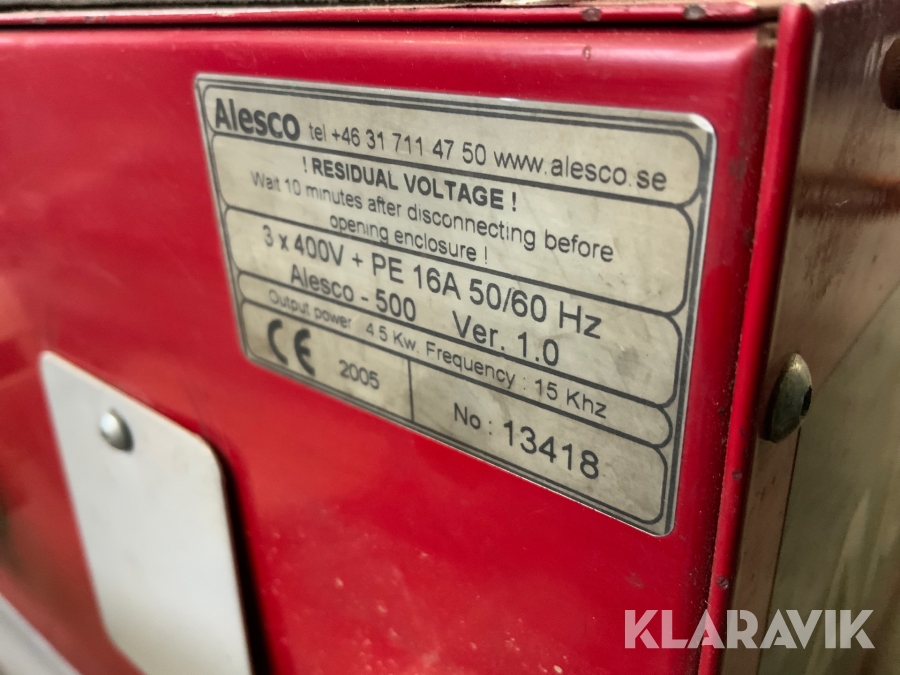 Alesco tel +46 31 711 47 50 www.alesco.se
! RESIDUAL VOLTAGE !
Wait 10 minutes after disconnecting before
opening enclosure !
3 x 400V + PE 16A 50/60 Hz
Alesco - 500 Ver. 1.0
Output power 4.5 Kw. Frequency : 15 Khz
CE 2005 No : 13418
KLARAVIK